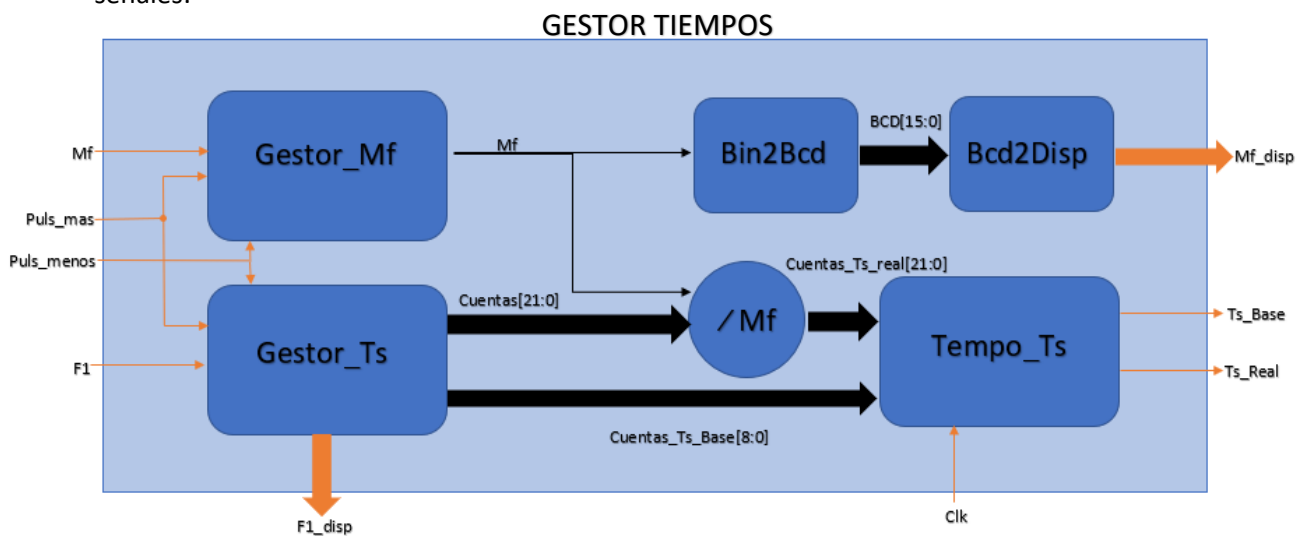 señales:
GESTOR TIEMPOS
Gestor_Mf
Mf
Bin2Bcd
BCD[15:0]
Bcd2Disp
Mf
Mf_disp
Puls_mas
Puls_menos
Cuentas[21:0]
Cuentas_Ts_real[21:0]
Gestor_Ts
/Mf
Tempo_Ts
Ts_Base
F1
Ts_Real
Cuentas_Ts_Base[8:0]
F1_disp
Clk